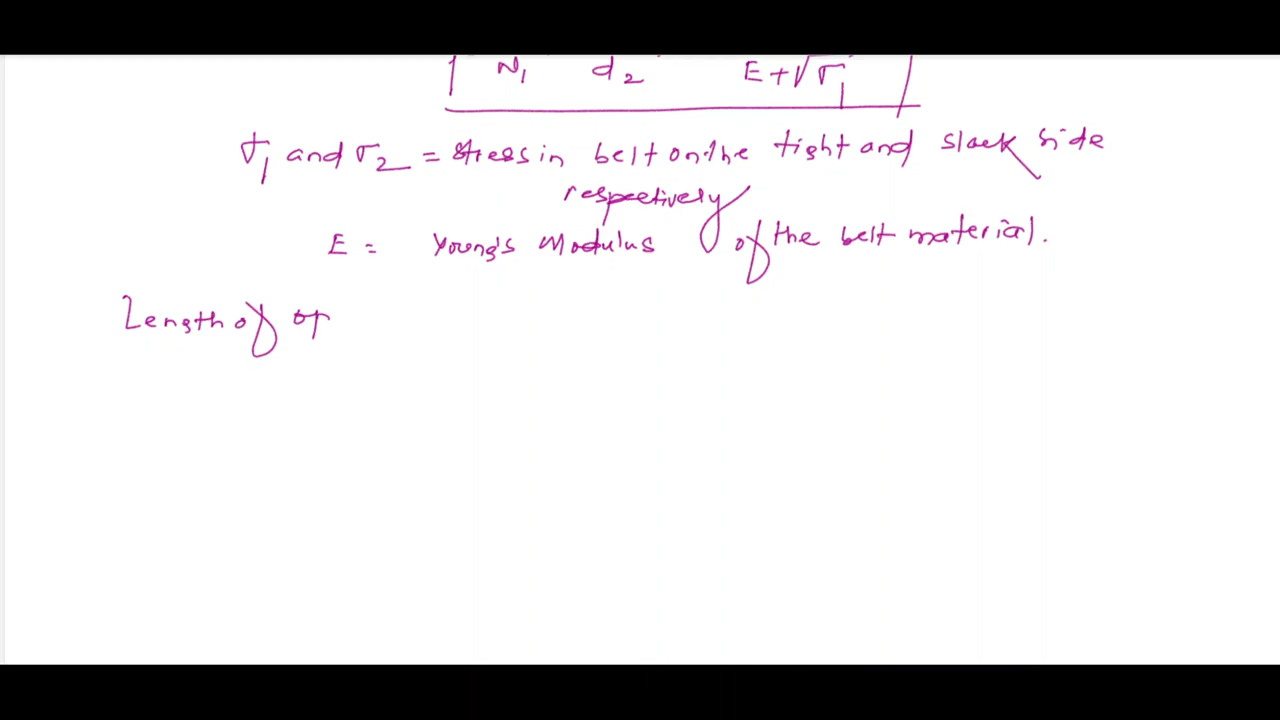 N₁ d₂ E+√σ₁
σ₁ and σ₂ = stress in belt on the tight and slack side
respectively
E = Young's Modulus of the belt material.
Length of op